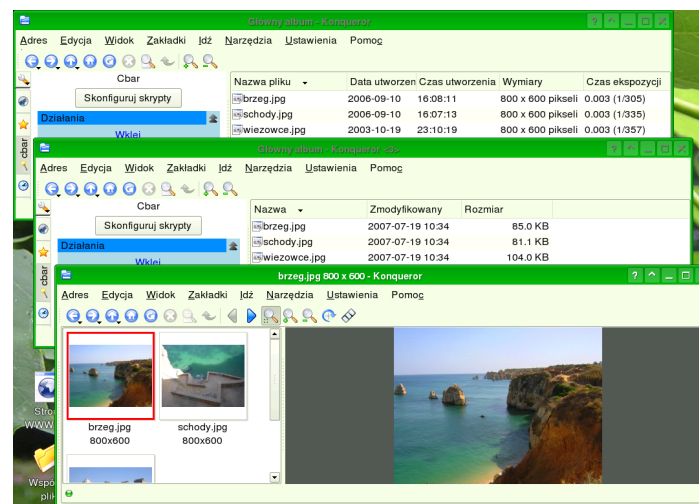 Główny album - Konqueror
Adres Edycja Widok Zakładki Idź Narzędzia Ustawienia Pomoc
Cbar
Skonfiguruj skrypty
Działania
Wklej
cbar
Nazwa pliku Data utworzen Czas utworzenia Wymiary Czas ekspozycji
brzeg.jpg 2006-09-10 16:08:11 800 x 600 pikseli 0.003 (1/305)
schody.jpg 2006-09-10 16:07:13 800 x 600 pikseli 0.003 (1/335)
wiezowce.jpg 2003-10-19 23:10:19 800 x 600 pikseli 0.003 (1/357)
Główny album - Konqueror <3>
Adres Edycja Widok Zakładki Idź Narzędzia Ustawienia Pomoc
Cbar
Skonfiguruj skrypty
Działania
Wklej
cbar
Nazwa Zmodyfikowany Rozmiar
brzeg.jpg 2007-07-19 10:34 85.0 KB
schody.jpg 2007-07-19 10:34 81.1 KB
wiezowce.jpg 2007-07-19 10:34 104.0 KB
brzeg.jpg 800 x 600 - Konqueror
Adres Edycja Widok Zakładki Idź Narzędzia Ustawienia Pomoc
brzeg.jpg
800x600
schody.jpg
800x600
Stro
WWW
Wspo
plik